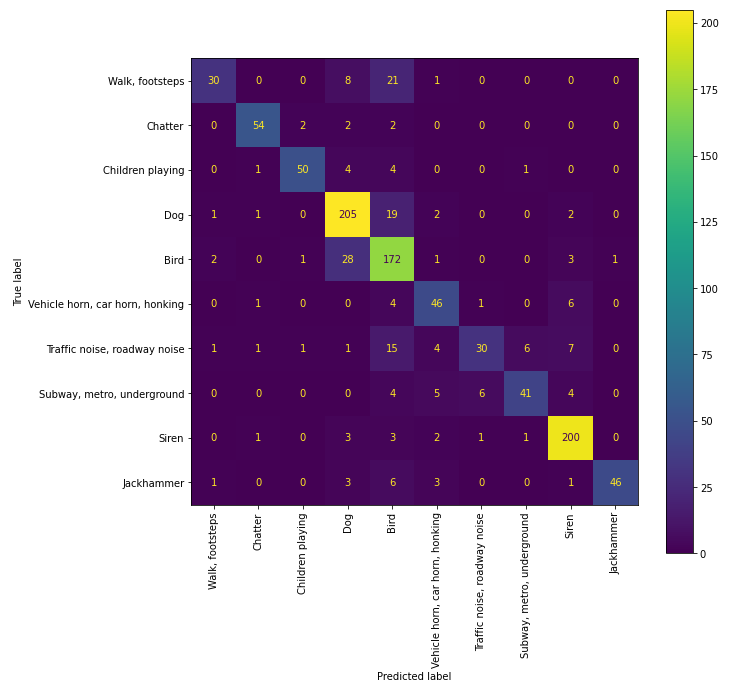 True label
Walk, footsteps 30 0 0 8 21 1 0 0 0 0
Chatter 0 54 2 2 2 0 0 0 0 0
Children playing 0 1 50 4 4 0 0 1 0 0
Dog 1 1 0 205 19 2 0 0 2 0
Bird 2 0 1 28 172 1 0 0 3 1
Vehicle horn, car horn, honking 0 1 0 0 4 46 1 0 6 0
Traffic noise, roadway noise 1 1 1 1 15 4 30 6 7 0
Subway, metro, underground 0 0 0 0 4 5 6 41 4 0
Siren 0 1 0 3 3 2 1 1 200 0
Jackhammer 1 0 0 3 6 3 0 0 1 46
Walk, footsteps
Chatter
Children playing
Dog
Bird
Vehicle horn, car horn, honking
Traffic noise, roadway noise
Subway, metro, underground
Siren
Jackhammer
Predicted label
200
175
150
125
100
75
50
25
0